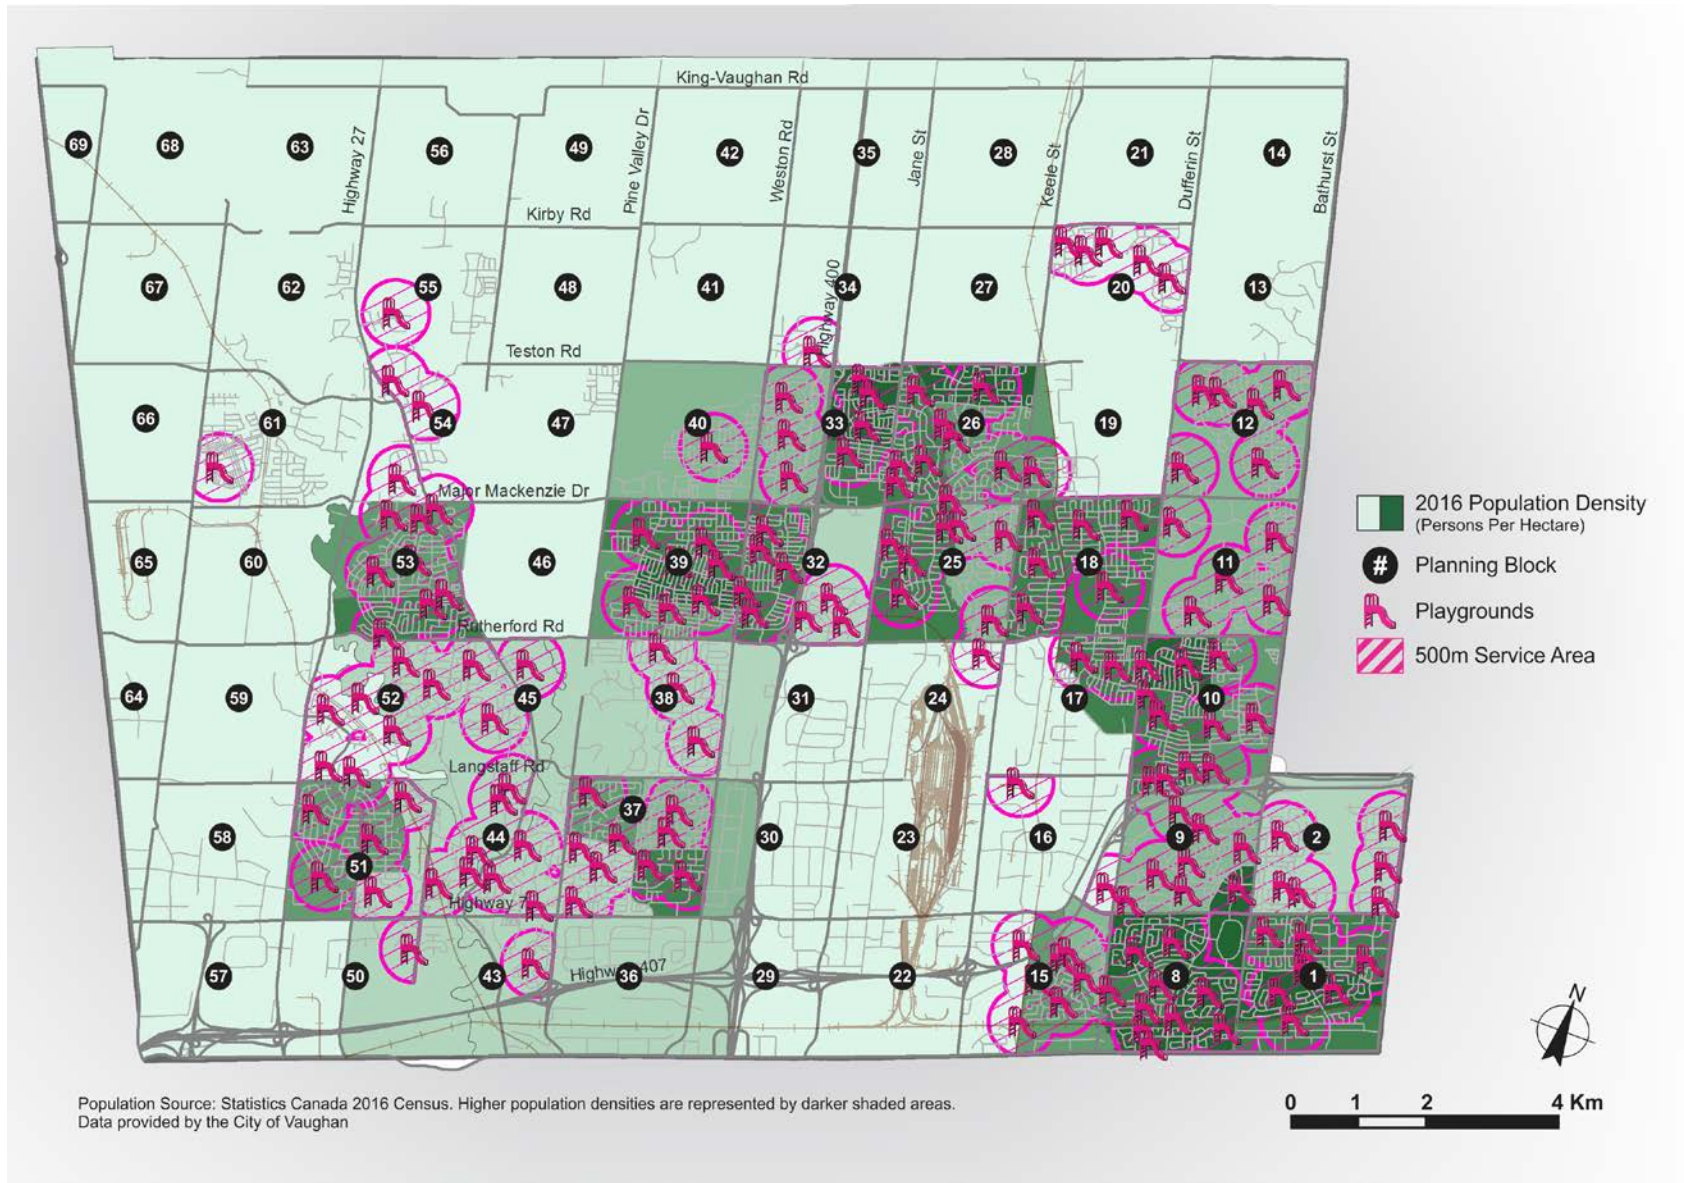 King-Vaughan Rd
69
68
63
Highway 27
56
49
Pine Valley Dr
42
Weston Rd
35
Jane St
28
Keele St
21
Dufferin St
14
Bathurst St
Kirby Rd
67
62
55
48
41
Highway 400
34
27
20
13
Teston Rd
66
61
54
47
40
33
26
19
12
Major Mackenzie Dr
65
60
53
46
39
32
25
18
11
Rutherford Rd
64
59
52
45
38
31
24
17
10
Langstaff Rd
58
51
44
37
30
23
16
9
2
Highway 7
57
50
43
36
29
22
15
8
1
Highway 407
2016 Population Density
(Persons Per Hectare)
# Planning Block
Playgrounds
500m Service Area
N
0 1 2 4 Km
Population Source: Statistics Canada 2016 Census. Higher population densities are represented by darker shaded areas.
Data provided by the City of Vaughan